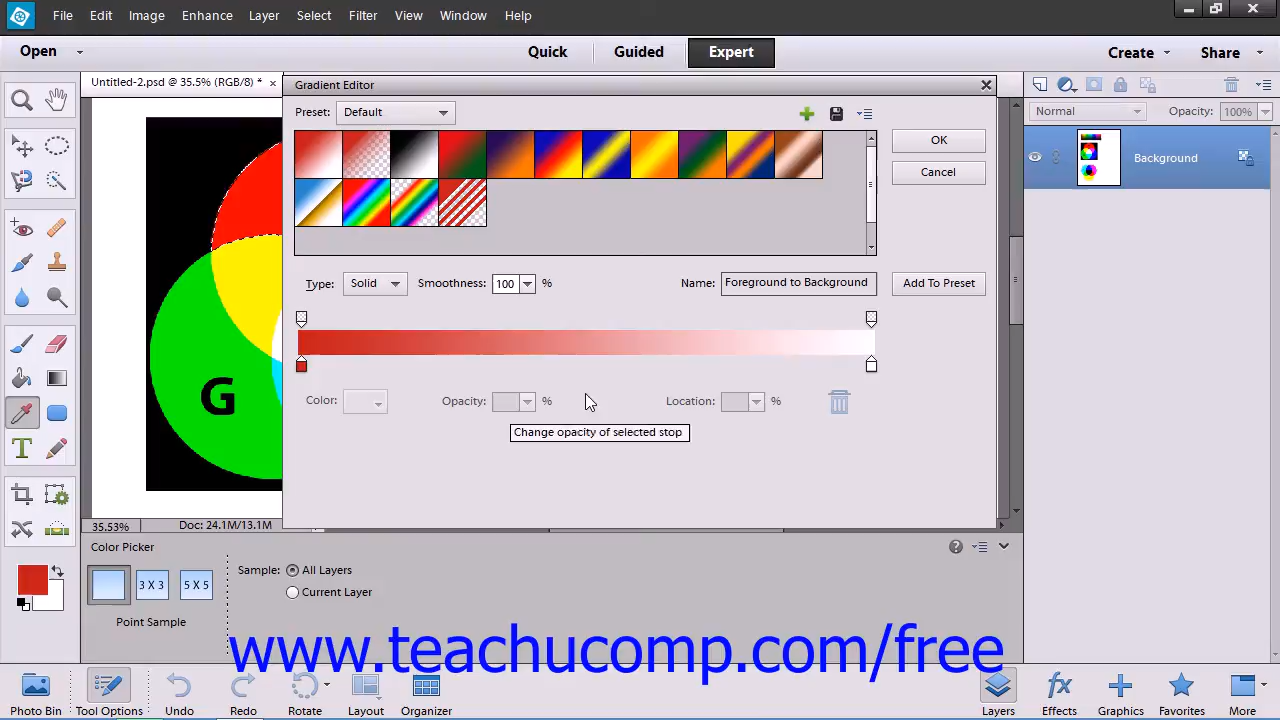 File Edit Image Enhance Layer Select Filter View Window Help
Open Quick Guided Expert Create Share
Untitled-2.psd @ 35.5% (RGB/8) * ×
Gradient Editor
Preset: Default
OK
Cancel
Type: Solid Smoothness: 100 % Name: Foreground to Background Add To Preset
Color: Opacity: % Location: %
Change opacity of selected stop
G
Normal Opacity: 100%
Background
35.53% Doc: 24.1M/13.1M
Color Picker
Sample: All Layers
Current Layer
3 X 3 5 X 5
Point Sample
www.teachucomp.com/free
Photo Bin Tool Options Undo Redo Rotate Layout Organizer
fx
Layers Effects Graphics Favorites More